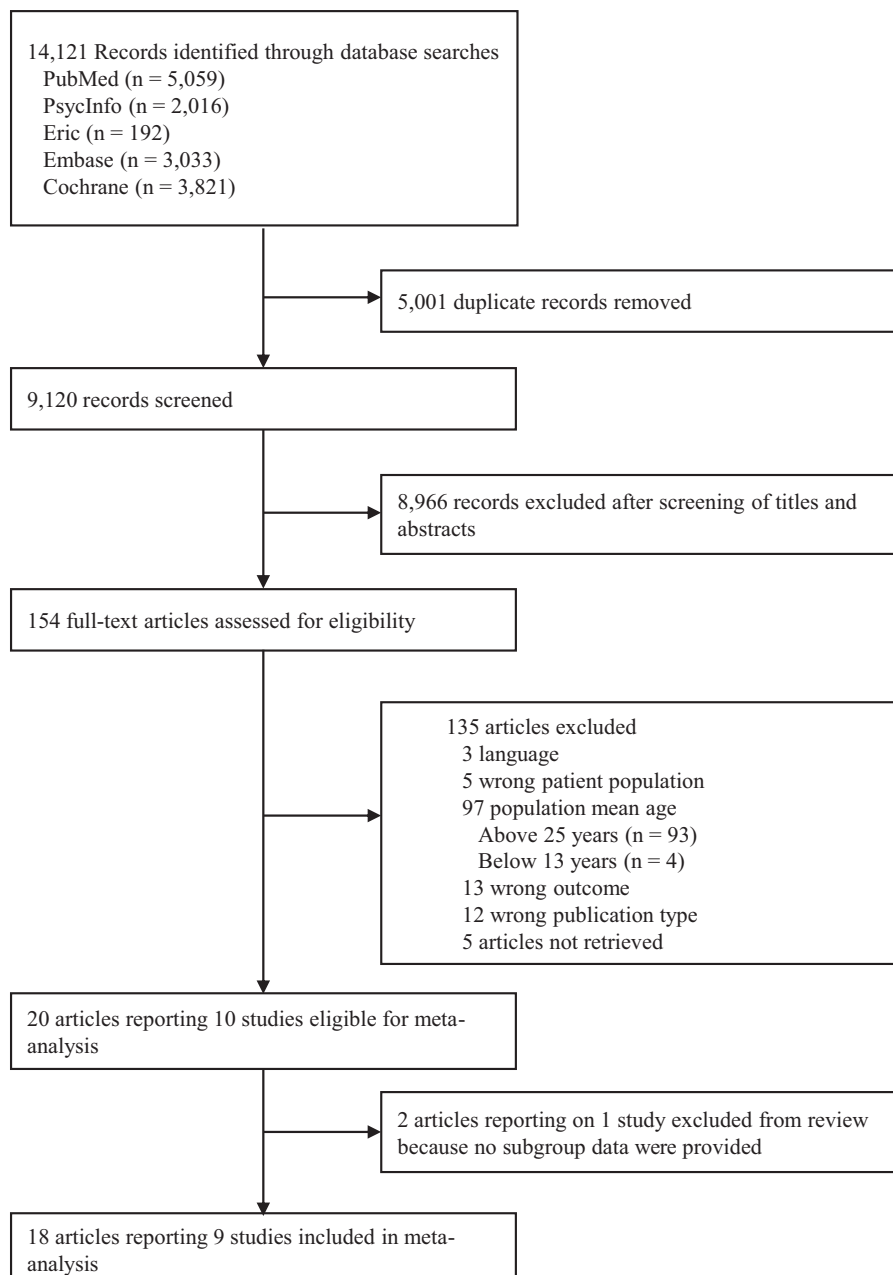 14,121 Records identified through database searches
PubMed (n = 5,059)
PsycInfo (n = 2,016)
Eric (n = 192)
Embase (n = 3,033)
Cochrane (n = 3,821)
5,001 duplicate records removed
9,120 records screened
8,966 records excluded after screening of titles and
abstracts
154 full-text articles assessed for eligibility
135 articles excluded
3 language
5 wrong patient population
97 population mean age
Above 25 years (n = 93)
Below 13 years (n = 4)
13 wrong outcome
12 wrong publication type
5 articles not retrieved
20 articles reporting 10 studies eligible for meta-
analysis
2 articles reporting on 1 study excluded from review
because no subgroup data were provided
18 articles reporting 9 studies included in meta-
analysis